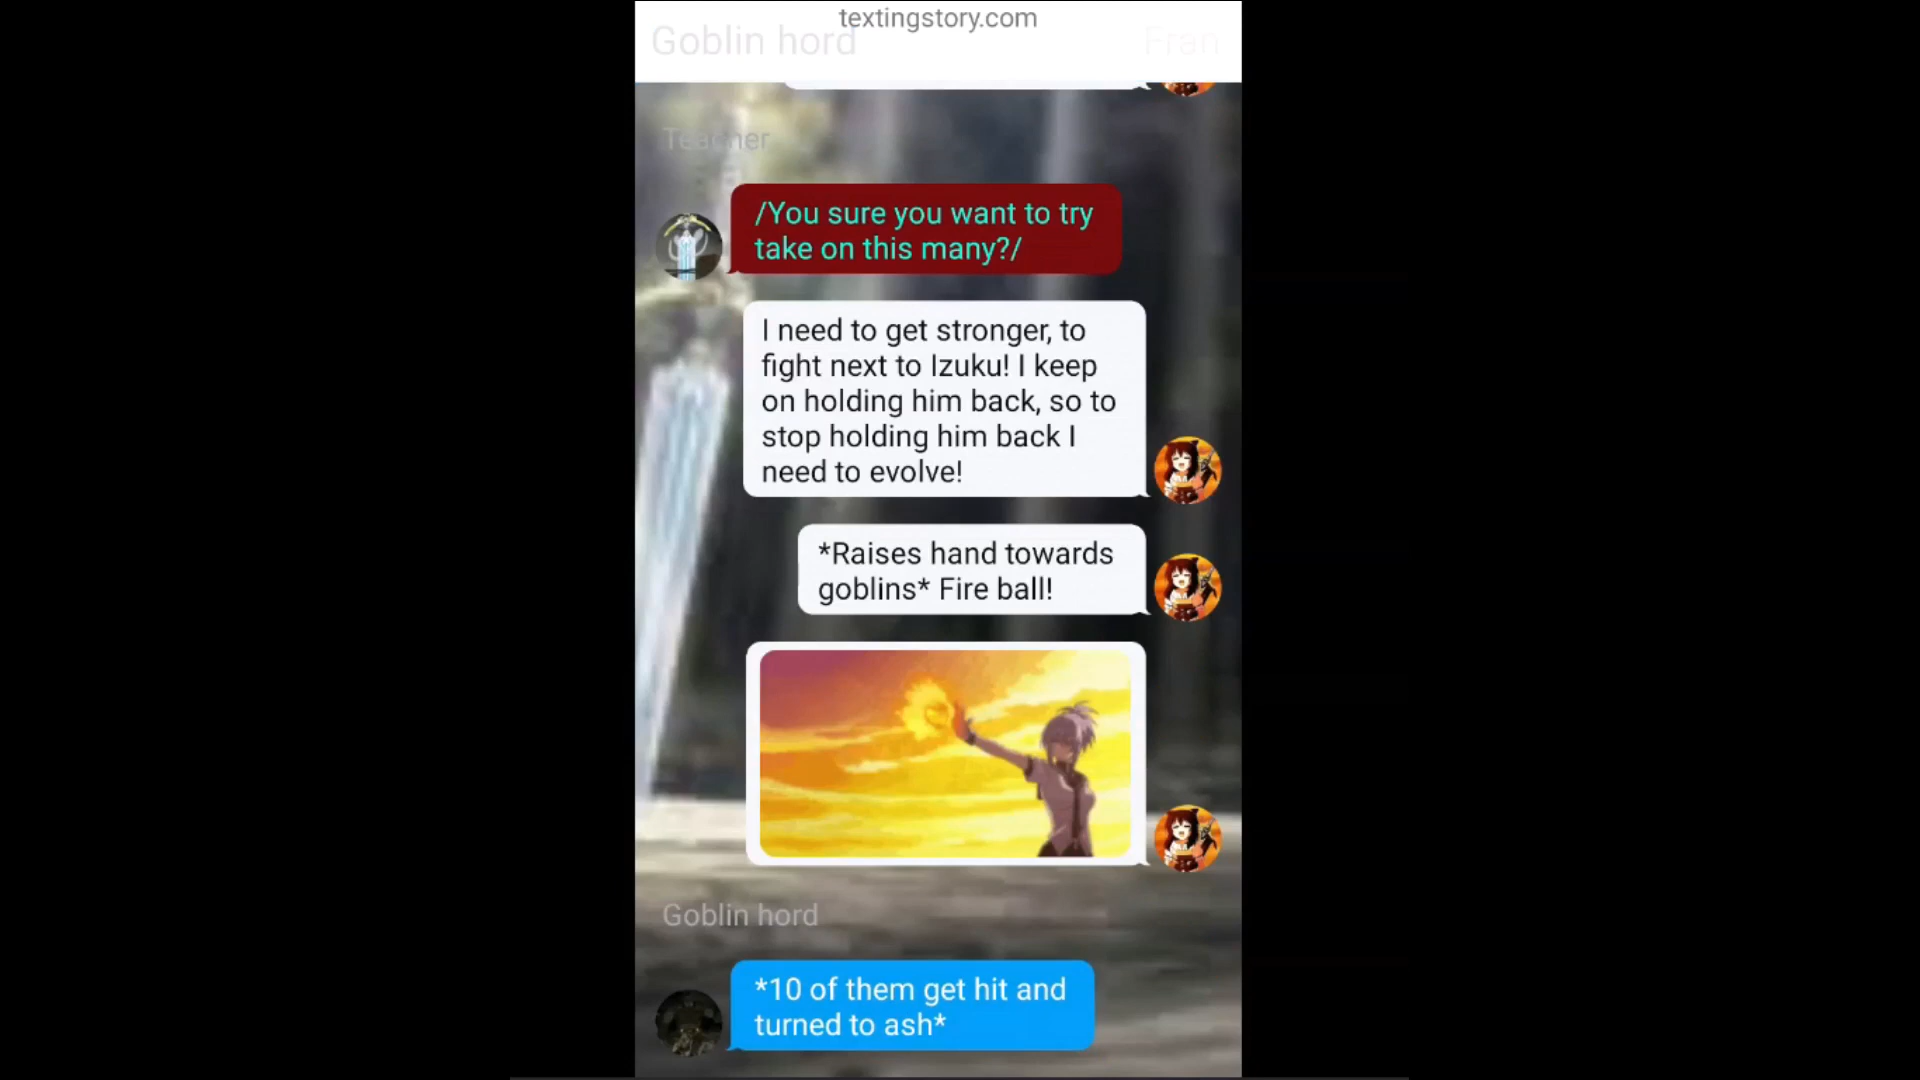 textingstory.com
Goblin hord
Fran
Teacher
/You sure you want to try
take on this many?/
I need to get stronger, to
fight next to Izuku! I keep
on holding him back, so to
stop holding him back I
need to evolve!
*Raises hand towards
goblins* Fire ball!
Goblin hord
*10 of them get hit and
turned to ash*